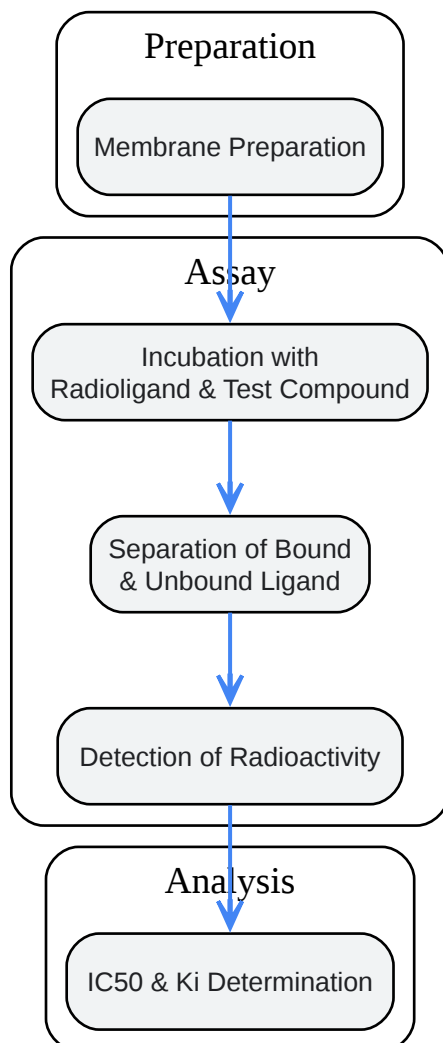 Preparation
Membrane Preparation
Assay
Incubation with
Radioligand & Test Compound
Separation of Bound
& Unbound Ligand
Detection of Radioactivity
Analysis
IC50 & Ki Determination